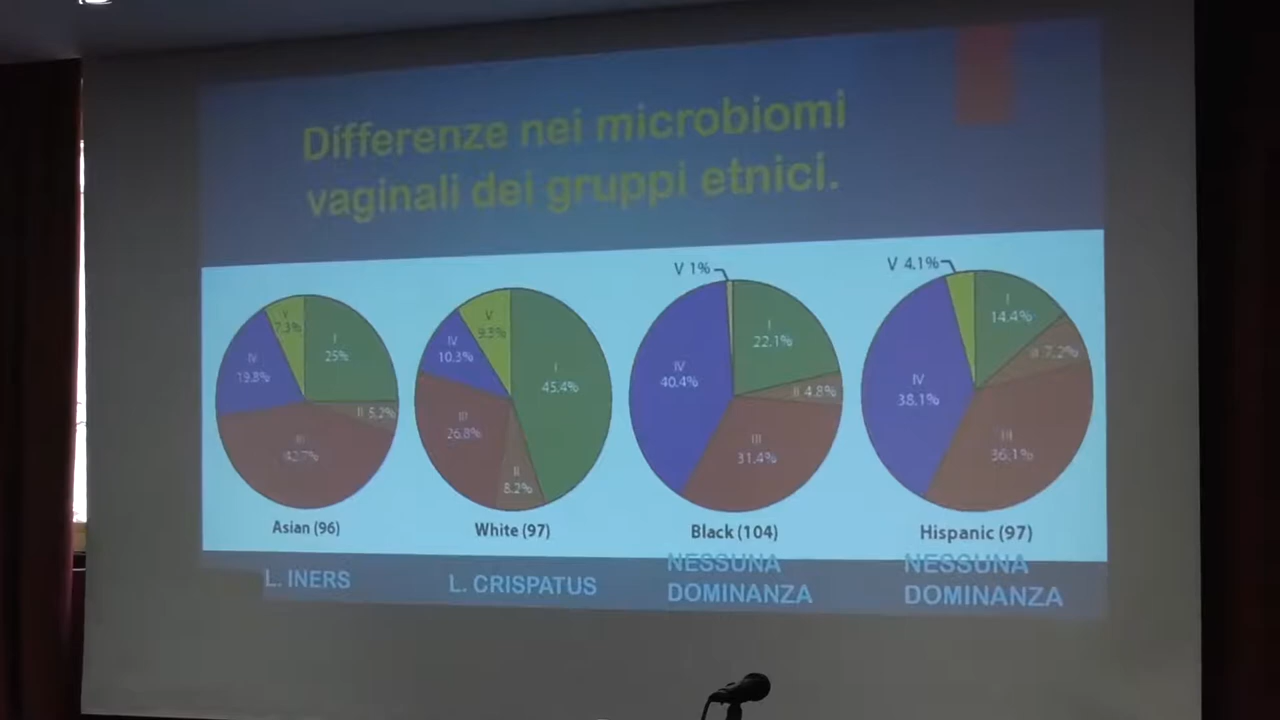 Differenze nei microbiomi
vaginali dei gruppi etnici.
V
7.3%
I
25%
IV
19.8%
II 5.2%
III
42.7%
Asian (96)
L. INERS
V
9.3%
I
45.4%
IV
10.3%
III
26.8%
II
8.2%
White (97)
L. CRISPATUS
V 1%
I
22.1%
IV
40.4%
II 4.8%
III
31.4%
Black (104)
NESSUNA
DOMINANZA
V 4.1%
I
14.4%
II 7.2%
IV
38.1%
III
36.1%
Hispanic (97)
NESSUNA
DOMINANZA